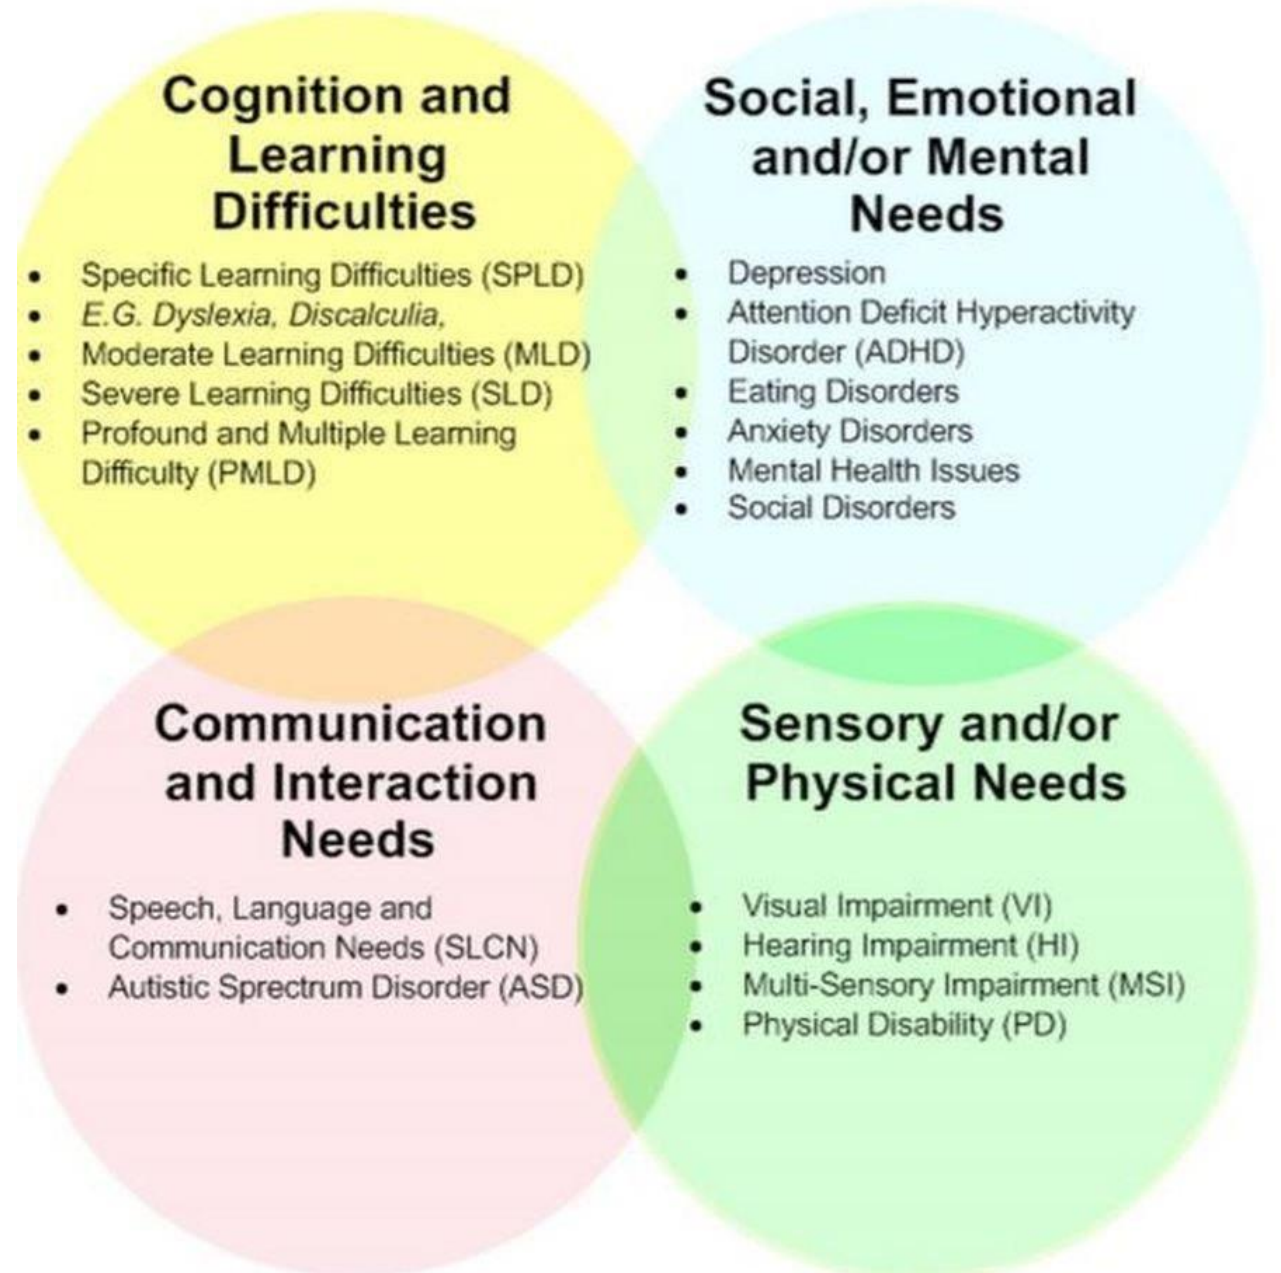 Cognition and
Learning
Difficulties
• Specific Learning Difficulties (SPLD)
• E.G. Dyslexia, Discalculia,
• Moderate Learning Difficulties (MLD)
• Severe Learning Difficulties (SLD)
• Profound and Multiple Learning
Difficulty (PMLD)
Social, Emotional
and/or Mental
Needs
• Depression
• Attention Deficit Hyperactivity
Disorder (ADHD)
• Eating Disorders
• Anxiety Disorders
• Mental Health Issues
• Social Disorders
Communication
and Interaction
Needs
• Speech, Language and
Communication Needs (SLCN)
• Autistic Sprectrum Disorder (ASD)
Sensory and/or
Physical Needs
• Visual Impairment (VI)
• Hearing Impairment (HI)
• Multi-Sensory Impairment (MSI)
• Physical Disability (PD)